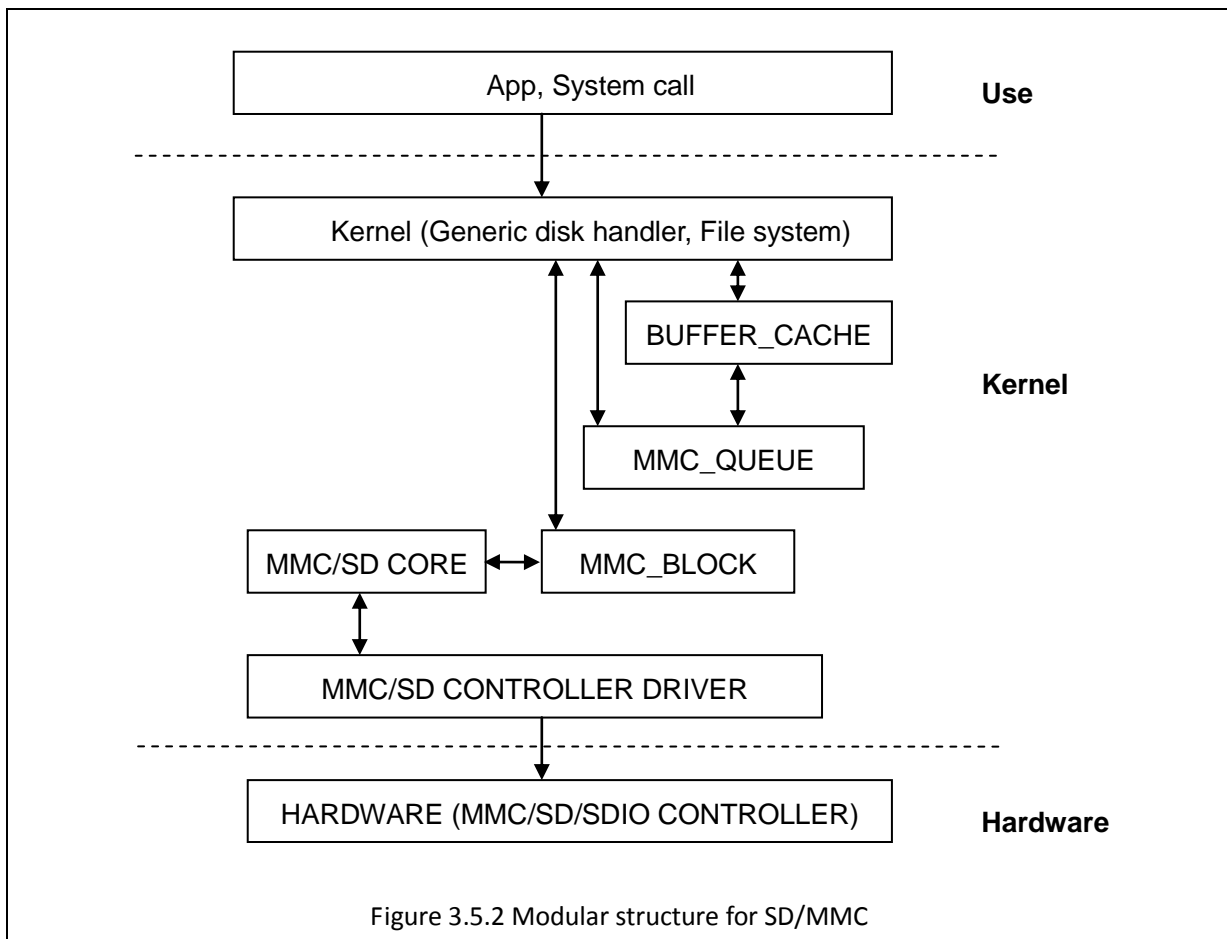 App, System call
Use
Kernel (Generic disk handler, File system)
BUFFER_CACHE
Kernel
MMC_QUEUE
MMC/SD CORE
MMC_BLOCK
MMC/SD CONTROLLER DRIVER
HARDWARE (MMC/SD/SDIO CONTROLLER)
Hardware
Figure 3.5.2 Modular structure for SD/MMC